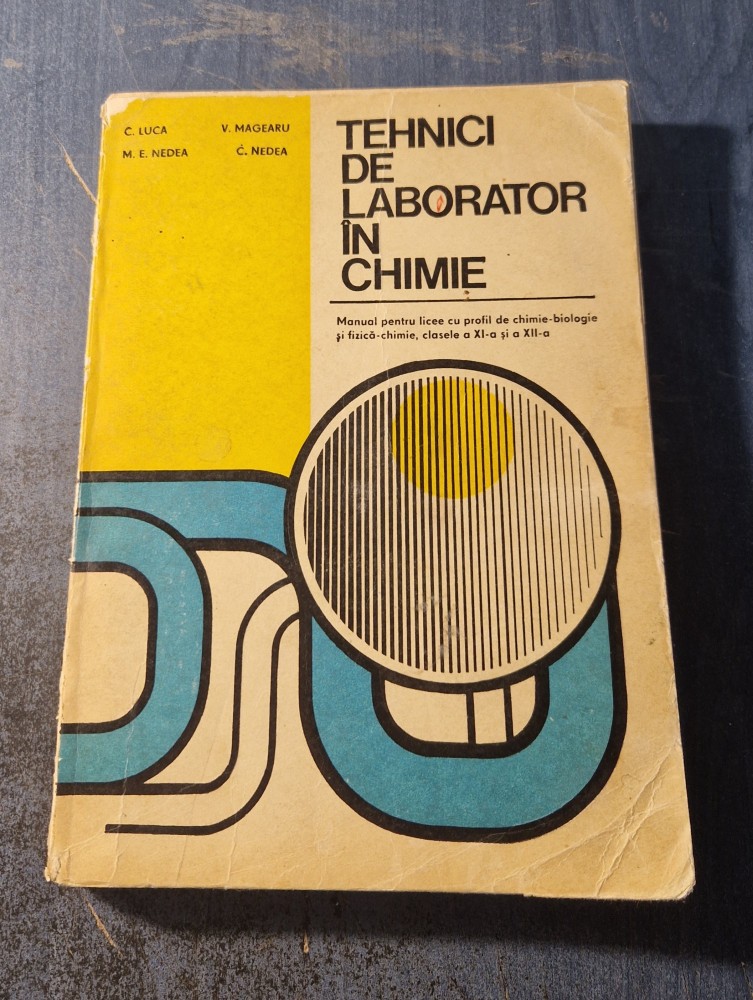 C. LUCA V. MAGEARU
M. E. NEDEA C. NEDEA
TEHNICI
DE
LABORATOR
ÎN
CHIMIE
Manual pentru licee cu profil de chimie-biologie
și fizică-chimie, clasele a XI-a și a XII-a